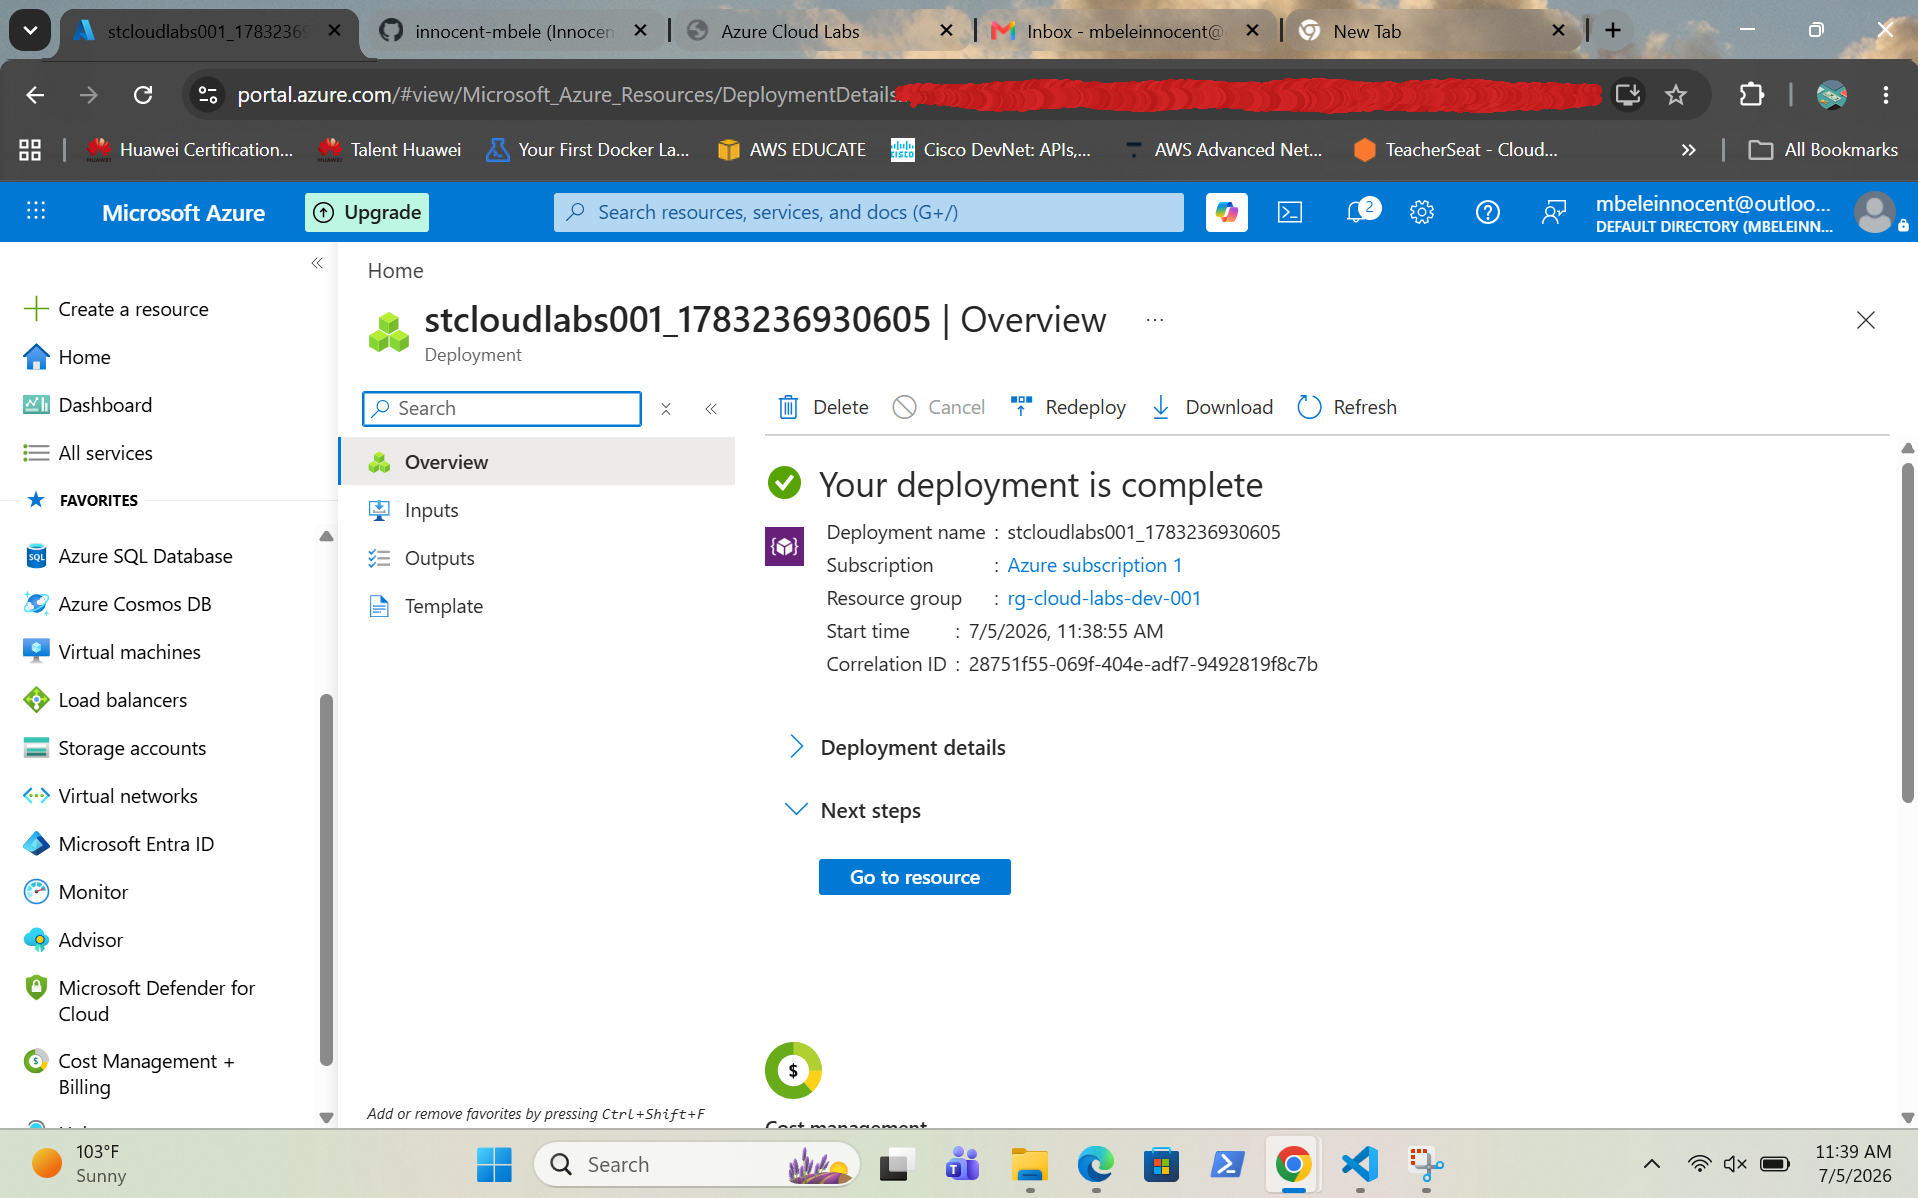 stcloudlabs001_17832369
innocent-mbele (Innocen
Azure Cloud Labs
Inbox - mbeleinnocent@
New Tab
portal.azure.com/#view/Microsoft_Azure_Resources/DeploymentDetails
Huawei Certification...
Talent Huawei
Your First Docker La...
AWS EDUCATE
Cisco DevNet: APIs,...
AWS Advanced Net...
TeacherSeat - Cloud...
All Bookmarks
Microsoft Azure
Upgrade
Search resources, services, and docs (G+/)
2
mbeleinnocent@outloo...
DEFAULT DIRECTORY (MBELEINN...
Create a resource
Home
Dashboard
All services
FAVORITES
Azure SQL Database
Azure Cosmos DB
Virtual machines
Load balancers
Storage accounts
Virtual networks
Microsoft Entra ID
Monitor
Advisor
Microsoft Defender for
Cloud
Cost Management +
Billing
Home
stcloudlabs001_1783236930605 | Overview
Deployment
Search
Overview
Inputs
Outputs
Template
Add or remove favorites by pressing Ctrl+Shift+F
Delete
Cancel
Redeploy
Download
Refresh
Your deployment is complete
Deployment name : stcloudlabs001_1783236930605
Subscription : Azure subscription 1
Resource group : rg-cloud-labs-dev-001
Start time : 7/5/2026, 11:38:55 AM
Correlation ID : 28751f55-069f-404e-adf7-9492819f8c7b
Deployment details
Next steps
Go to resource
Cost management
103°F
Sunny
Search
11:39 AM
7/5/2026